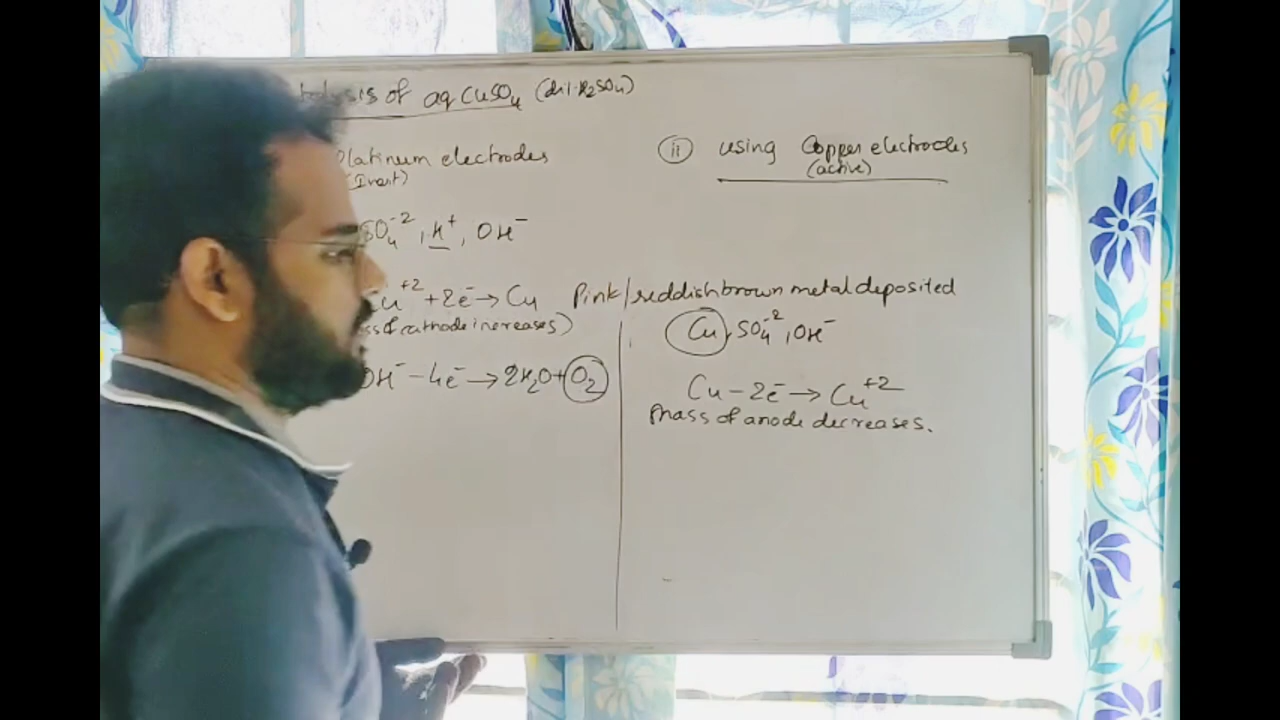 of aq CuSO₄ (dil. H₂SO₄)
Platinum electrodes
(Inert)
SO₄⁻², H⁺, OH⁻
Cu⁺² + 2e⁻ → Cu
of cathode increases)
OH⁻ − 4e⁻ → 2H₂O + O₂
(ii) using Copper electrodes
(active)
Pink/reddish brown metal deposited
Cu, SO₄⁻², OH⁻
Cu − 2e⁻ → Cu⁺²
Mass of anode decreases.